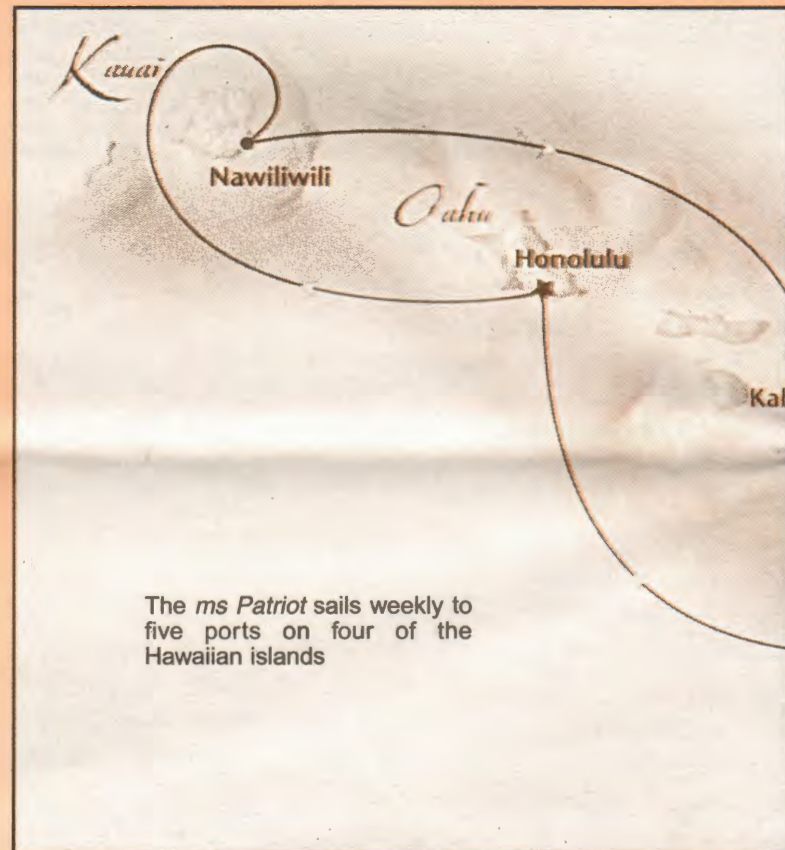 Kauai
Nawiliwili
Oahu
Honolulu
Kal
The ms Patriot sails weekly to
five ports on four of the
Hawaiian islands